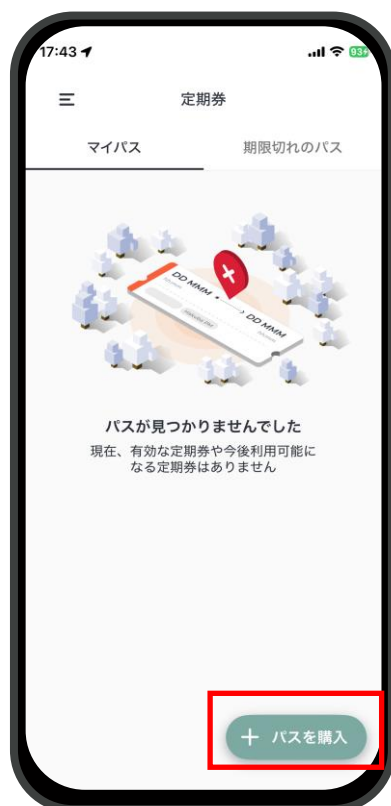 17:43
93
定期券
マイパス
期限切れのパス
DD MMM
DD MMM
パスが見つかりませんでした
現在、有効な定期券や今後利用可能に
なる定期券はありません
+ パスを購入